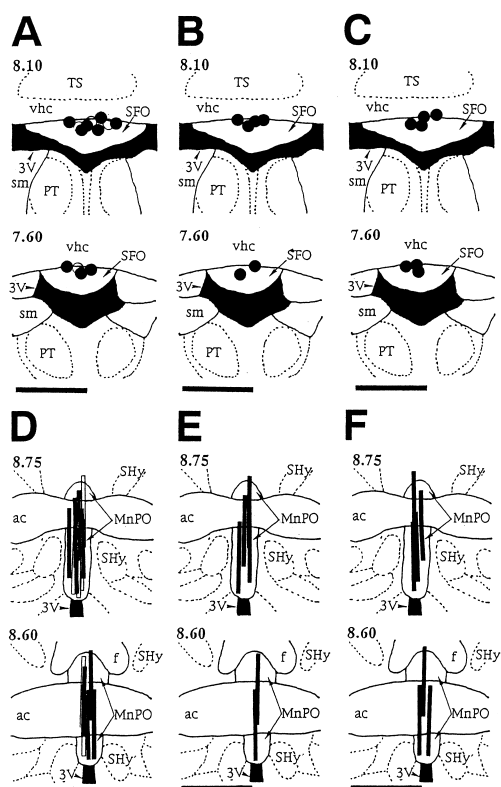 A B C
8.10 8.10 8.10
TS TS TS
vhc vhc vhc
SFO SFO SFO
3V 3V 3V
sm sm sm
PT PT PT
7.60 7.60 7.60
vhc vhc vhc
SFO SFO SFO
3V 3V 3V
sm sm sm
PT PT PT
D E F
8.75 8.75 8.75
SHy SHy SHy
ac MnPO ac MnPO ac MnPO
SHy SHy SHy
3V 3V 3V
8.60 8.60 8.60
f SHy f SHy f SHy
ac MnPO ac MnPO ac MnPO
SHy SHy SHy
3V 3V 3V